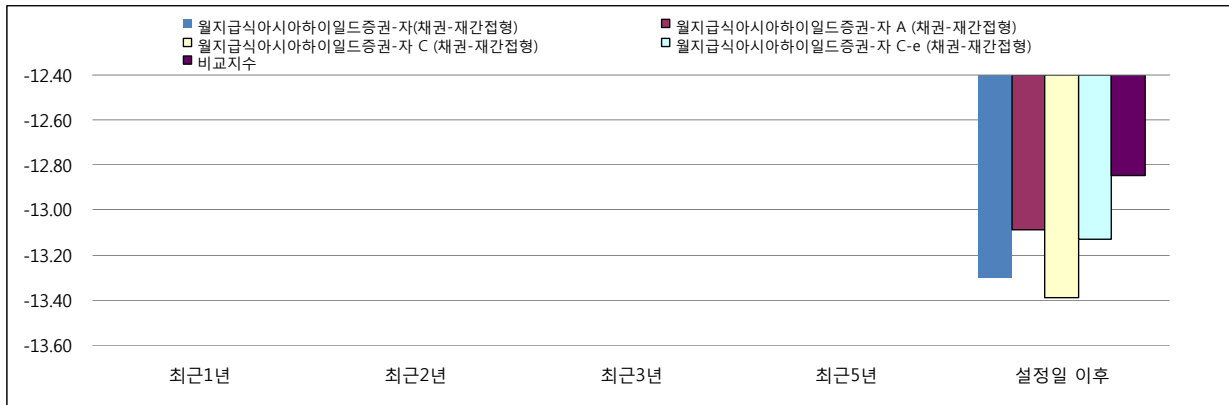 월지급식아시아하이일드증권-자(채권-재간접형) 월지급식아시아하이일드증권-자 A (채권-재간접형)
월지급식아시아하이일드증권-자 C (채권-재간접형) 월지급식아시아하이일드증권-자 C-e (채권-재간접형)
비교지수
-12.40
-12.60
-12.80
-13.00
-13.20
-13.40
-13.60
최근1년 최근2년 최근3년 최근5년 설정일 이후